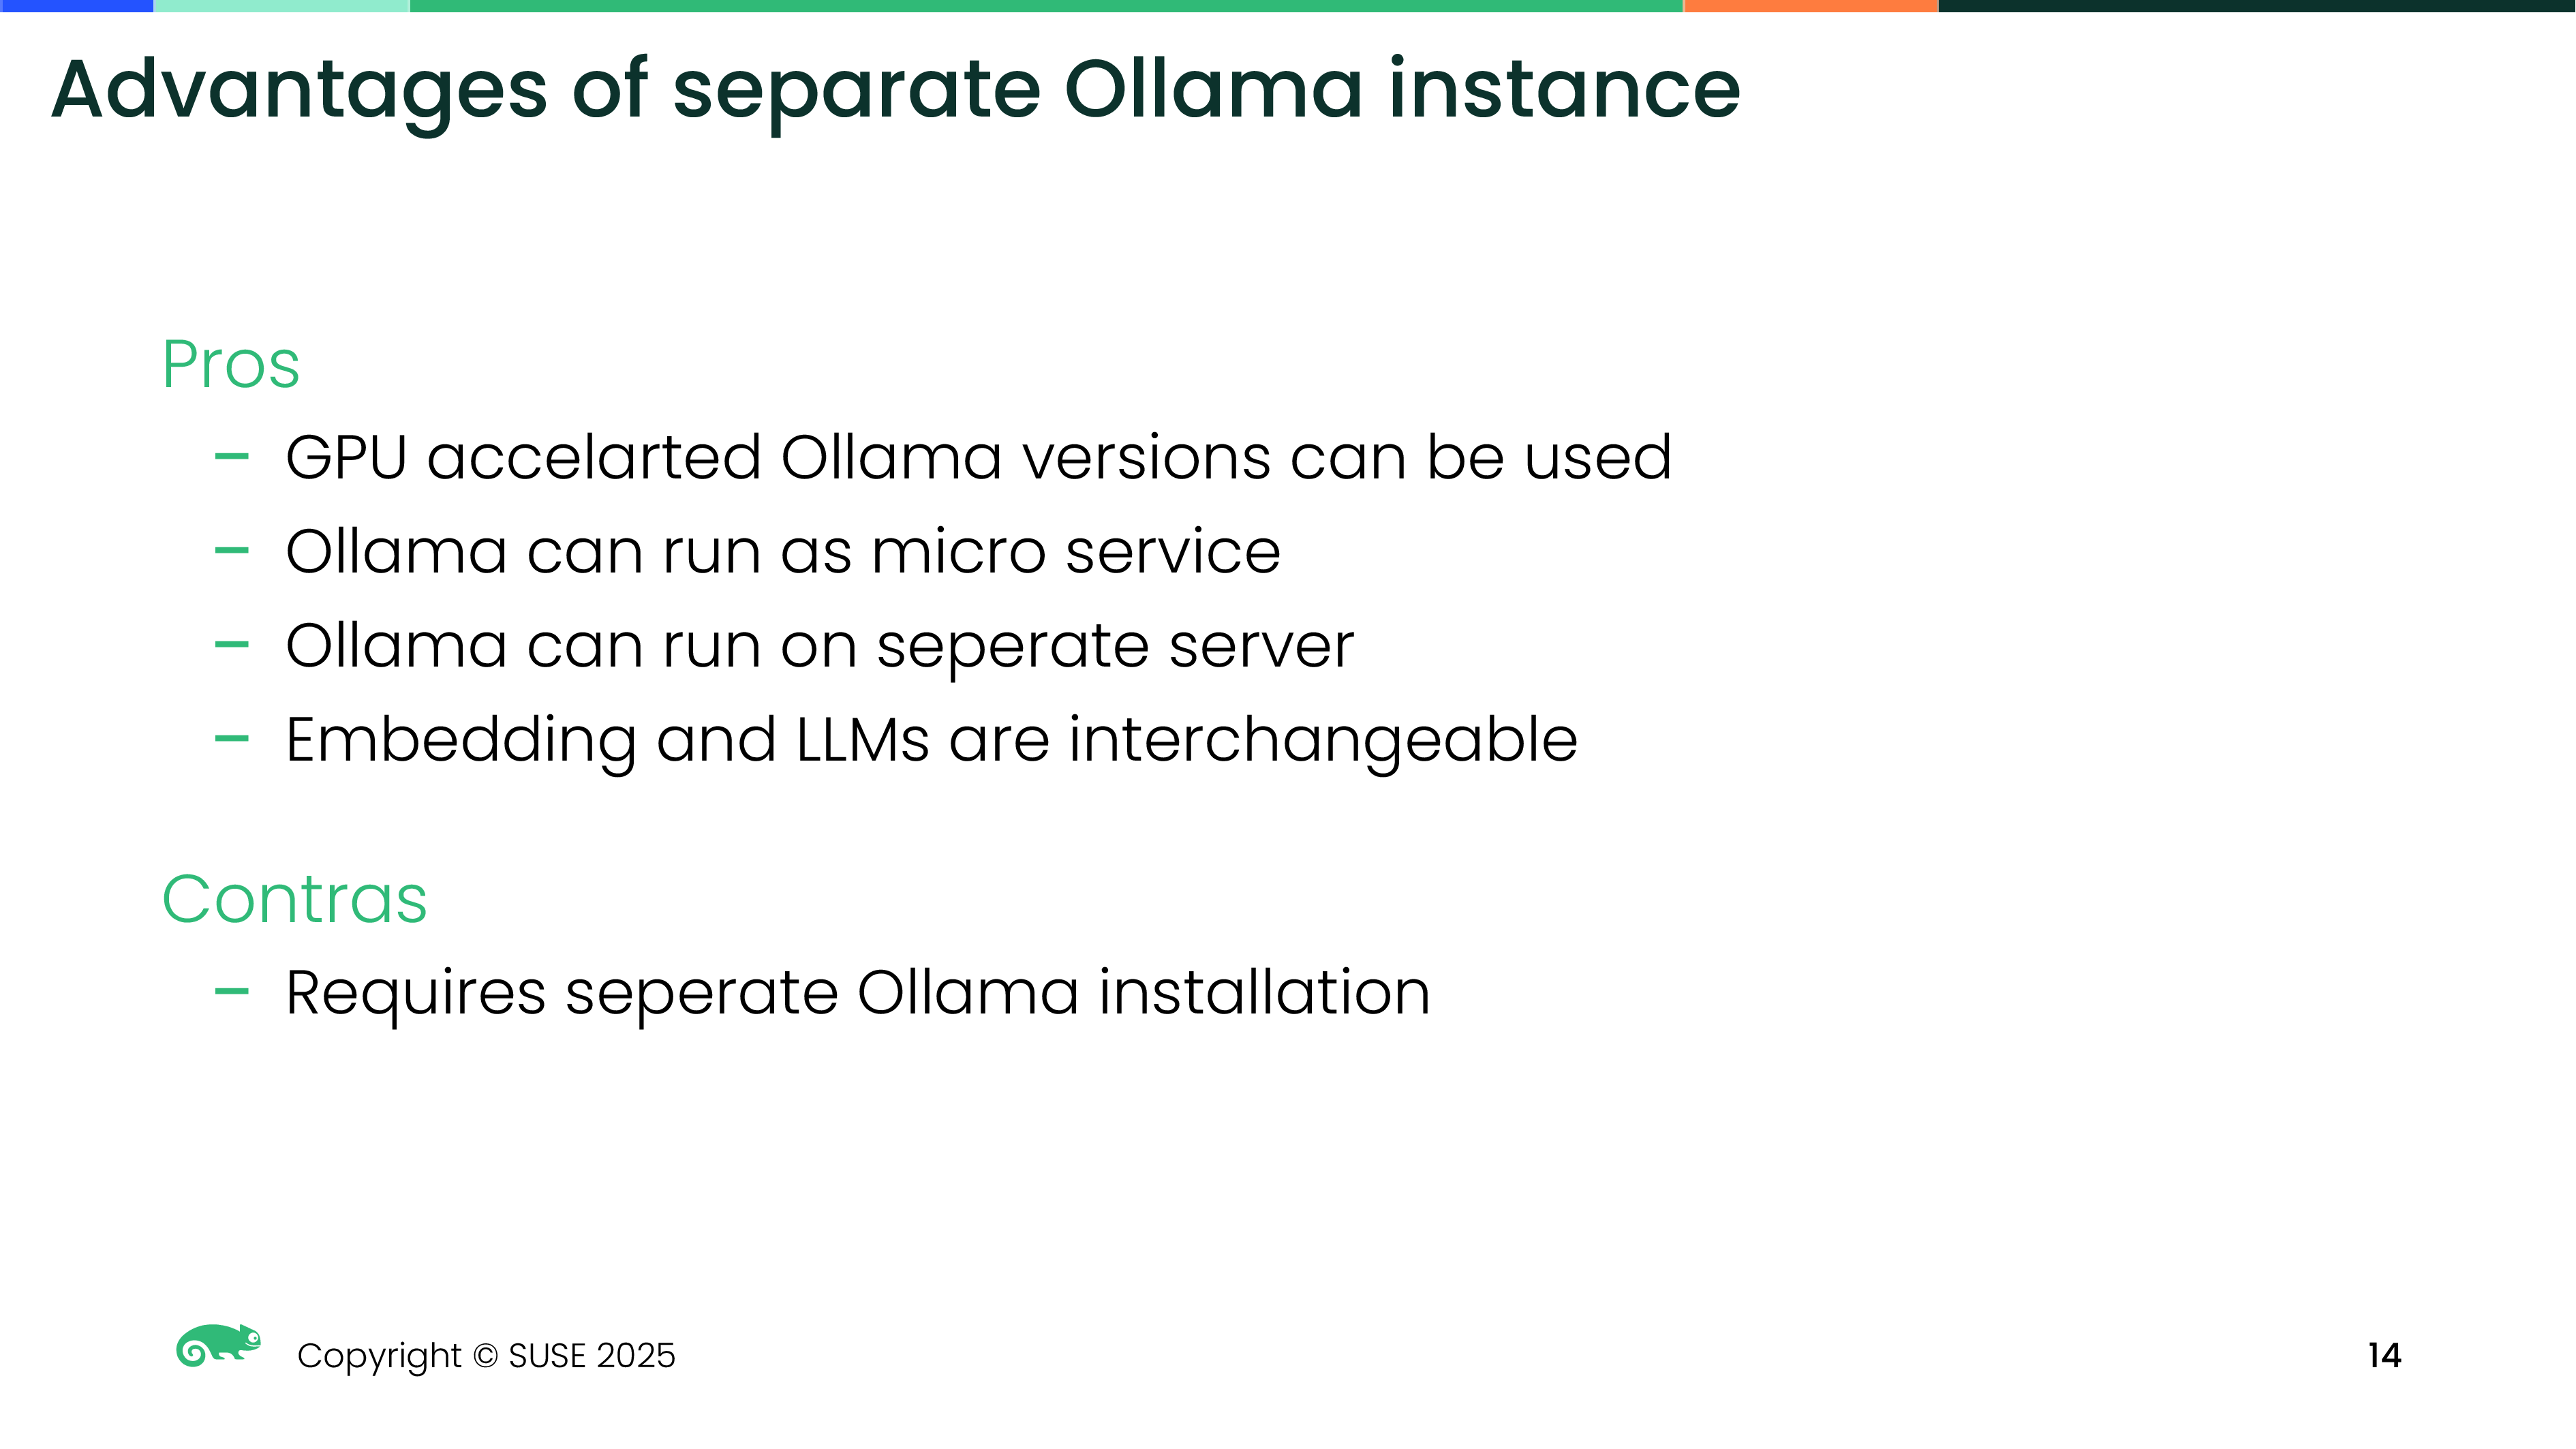 Advantages of separate Ollama instance
Pros
– GPU accelarted Ollama versions can be used
– Ollama can run as micro service
– Ollama can run on seperate server
– Embedding and LLMs are interchangeable
Contras
– Requires seperate Ollama installation
Copyright © SUSE 2025
14